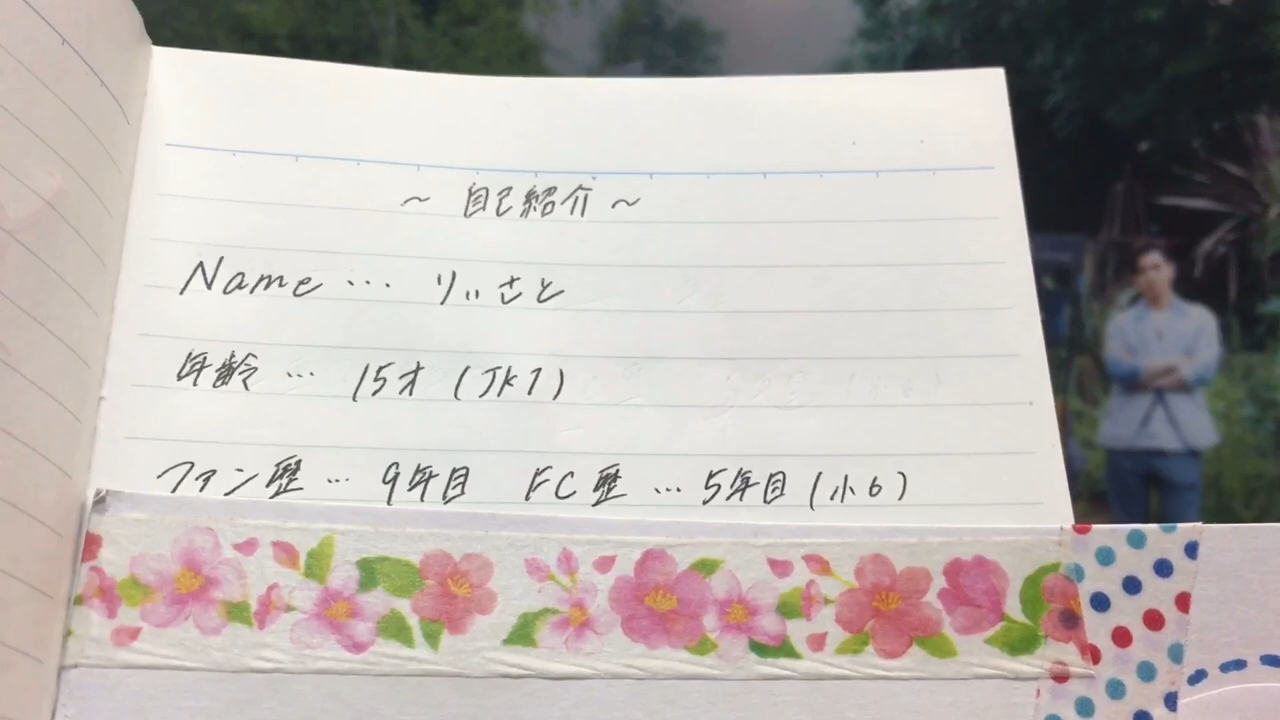 ～ 自己紹介 ～
Name … りぃさと
年齢 … 15才 (JK1)
ファン歴 … 9年目 FC歴 … 5年目 (小6)